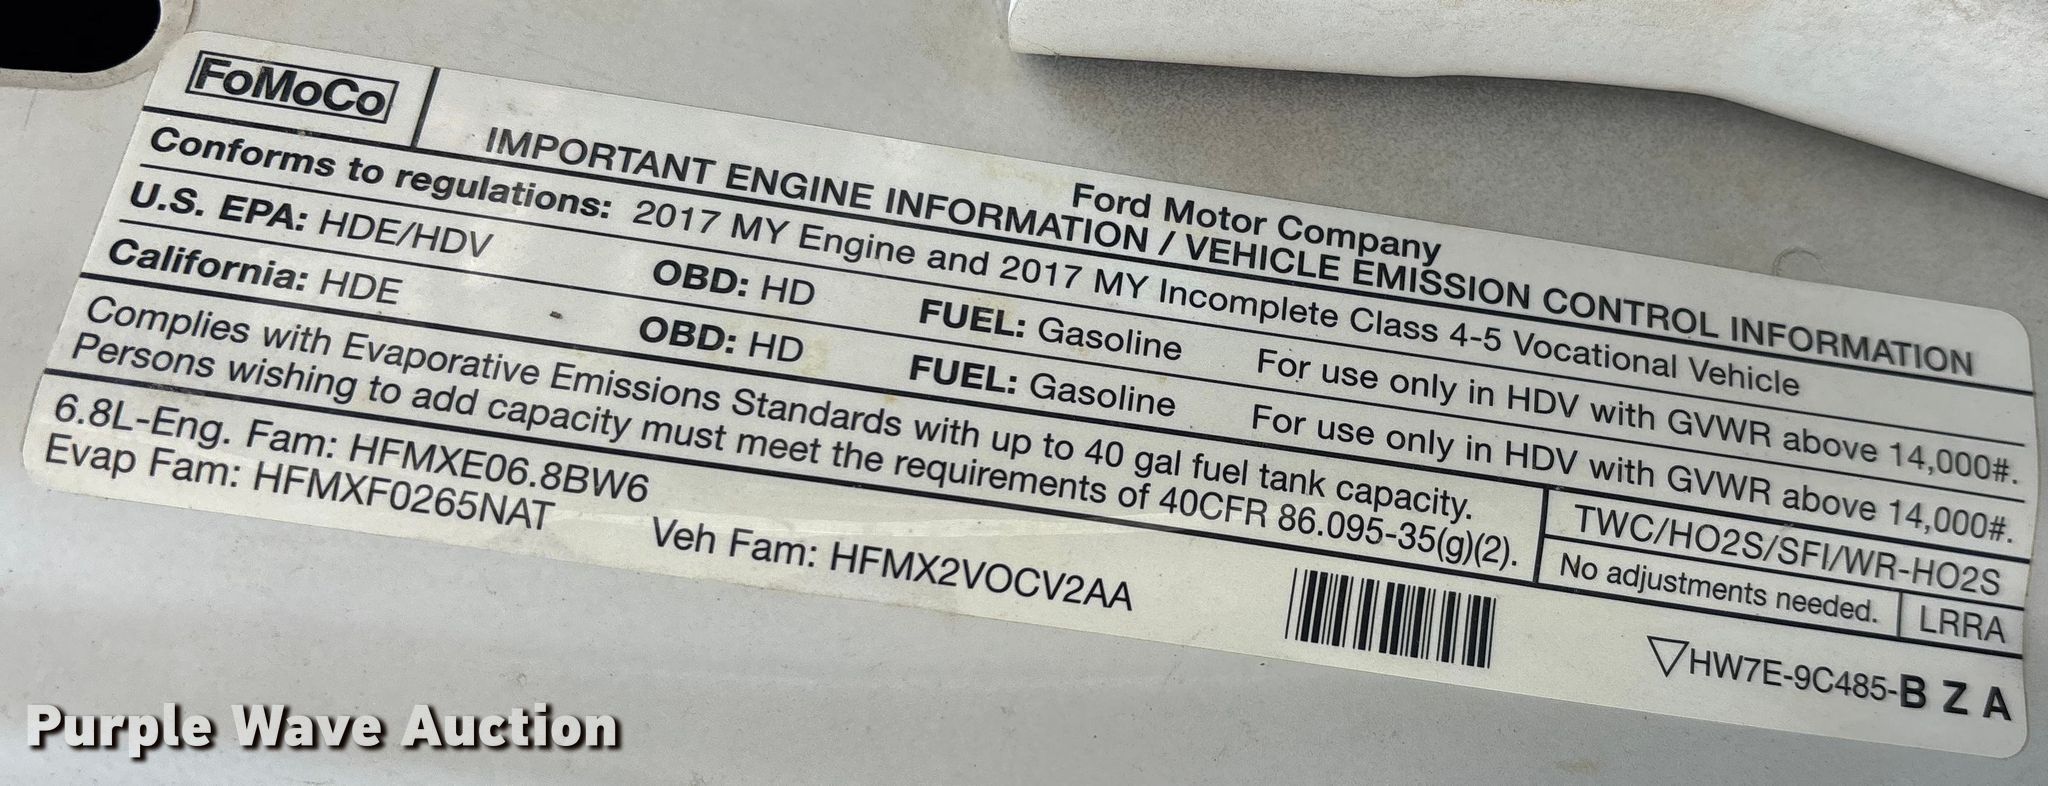 FoMoCo
Ford Motor Company
IMPORTANT ENGINE INFORMATION / VEHICLE EMISSION CONTROL INFORMATION
Conforms to regulations: 2017 MY Engine and 2017 MY Incomplete Class 4-5 Vocational Vehicle
U.S. EPA: HDE/HDV OBD: HD FUEL: Gasoline For use only in HDV with GVWR above 14,000#.
California: HDE OBD: HD FUEL: Gasoline For use only in HDV with GVWR above 14,000#.
Complies with Evaporative Emissions Standards with up to 40 gal fuel tank capacity.
Persons wishing to add capacity must meet the requirements of 40CFR 86.095-35(g)(2).
TWC/HO2S/SFI/WR-HO2S
No adjustments needed. LRRA
6.8L-Eng. Fam: HFMXE06.8BW6
Evap Fam: HFMXF0265NAT Veh Fam: HFMX2VOCV2AA
▽HW7E-9C485-B Z A
Purple Wave Auction